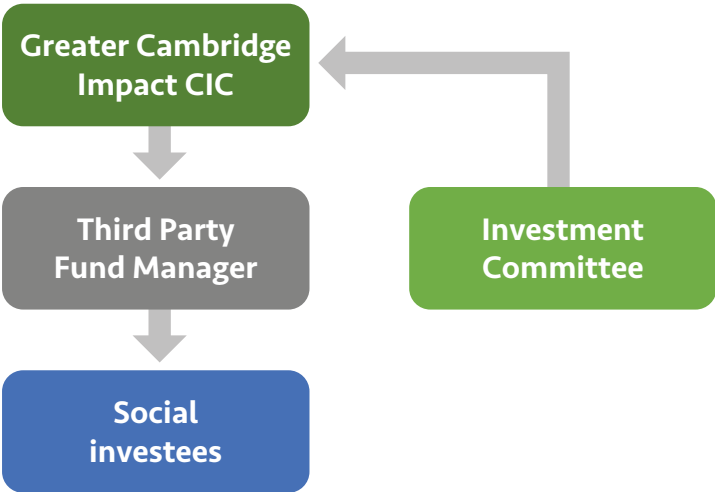 Greater Cambridge
Impact CIC
Third Party
Fund Manager
Investment
Committee
Social
investees